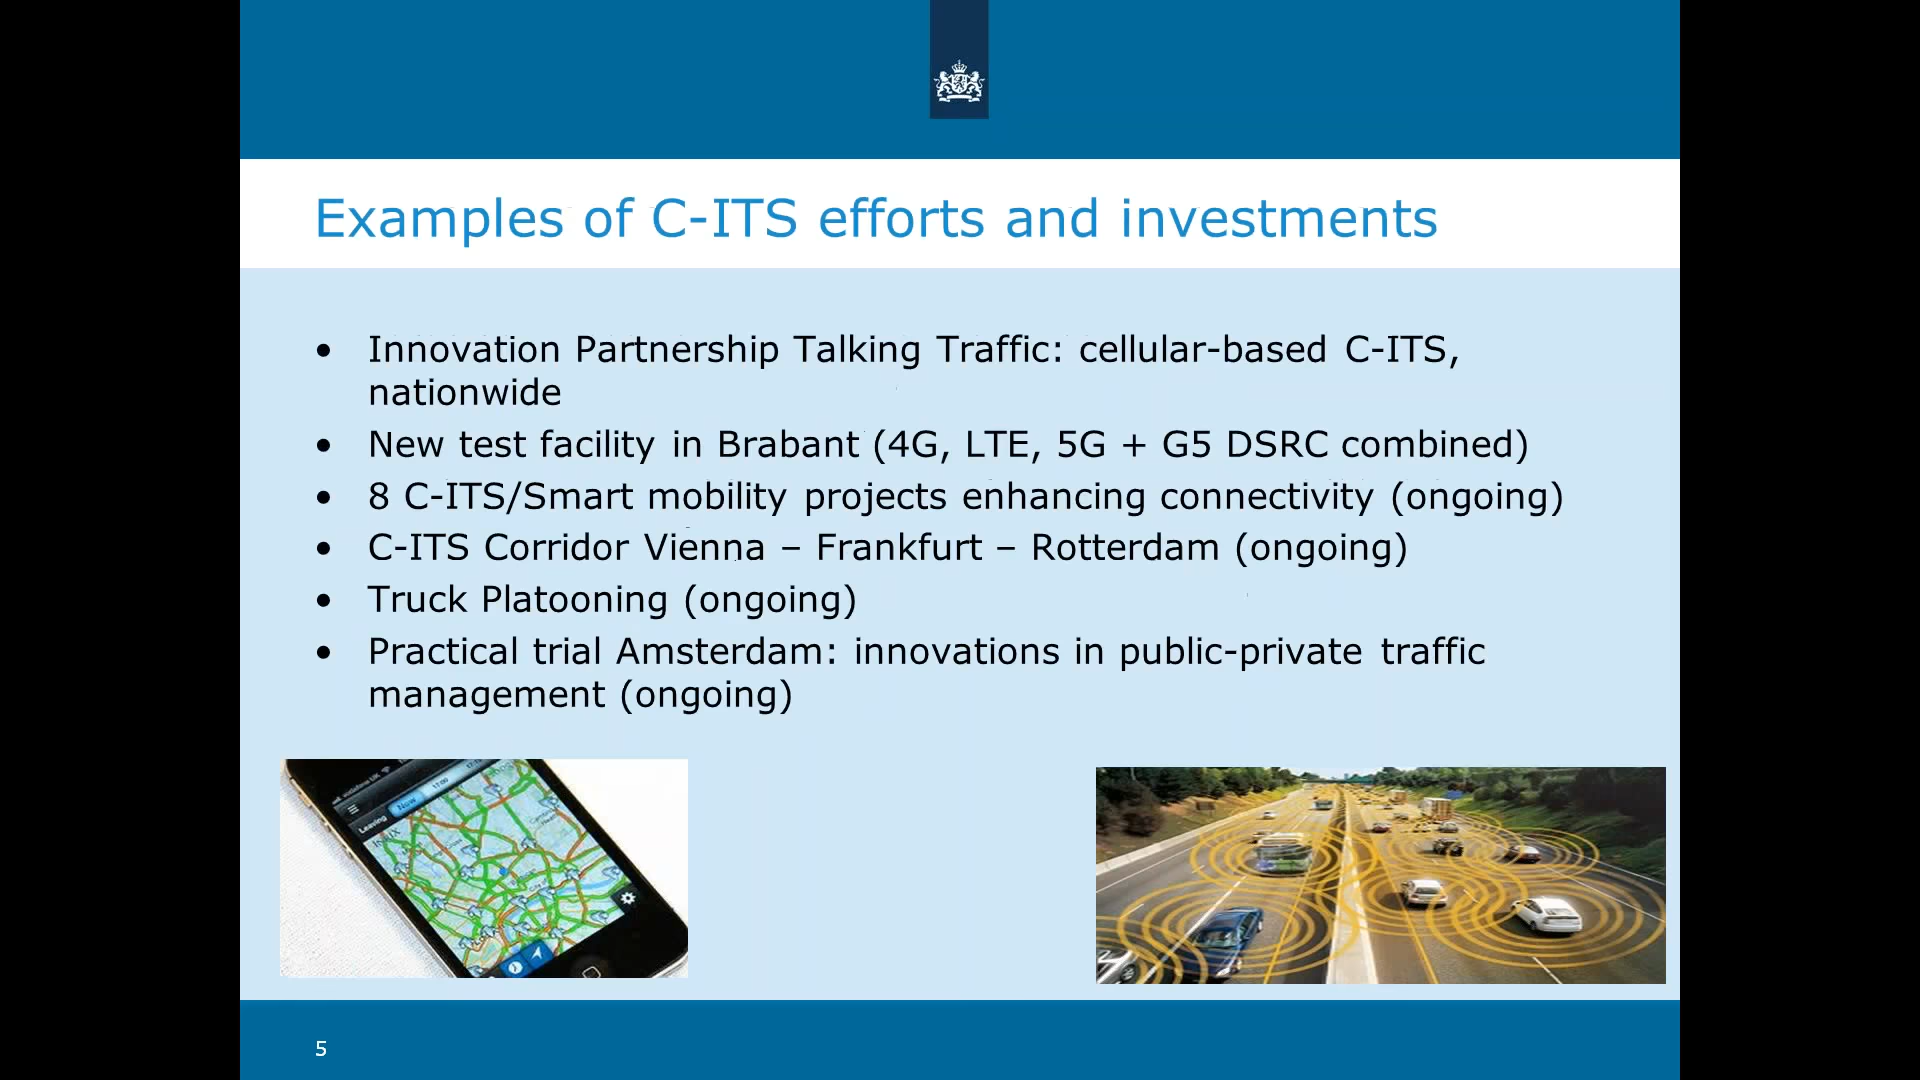 Examples of C-ITS efforts and investments
• Innovation Partnership Talking Traffic: cellular-based C-ITS,
nationwide
• New test facility in Brabant (4G, LTE, 5G + G5 DSRC combined)
• 8 C-ITS/Smart mobility projects enhancing connectivity (ongoing)
• C-ITS Corridor Vienna – Frankfurt – Rotterdam (ongoing)
• Truck Platooning (ongoing)
• Practical trial Amsterdam: innovations in public-private traffic
management (ongoing)
Now
Leaving
5